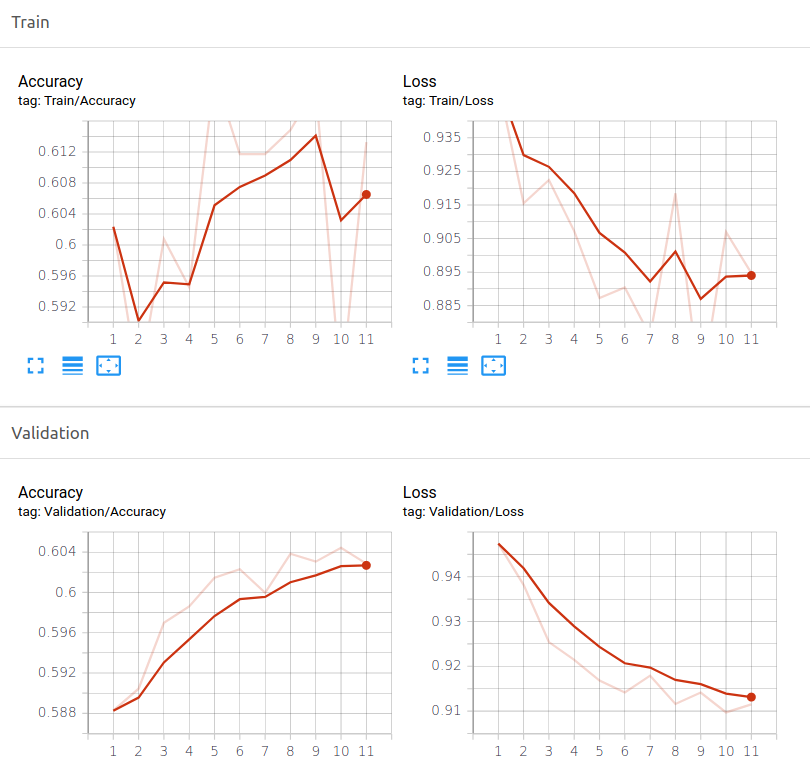 Train
Accuracy
tag: Train/Accuracy
0.612
0.608
0.604
0.6
0.596
0.592
1 2 3 4 5 6 7 8 9 10 11
Loss
tag: Train/Loss
0.935
0.925
0.915
0.905
0.895
0.885
1 2 3 4 5 6 7 8 9 10 11
Validation
Accuracy
tag: Validation/Accuracy
0.604
0.6
0.596
0.592
0.588
1 2 3 4 5 6 7 8 9 10 11
Loss
tag: Validation/Loss
0.94
0.93
0.92
0.91
1 2 3 4 5 6 7 8 9 10 11